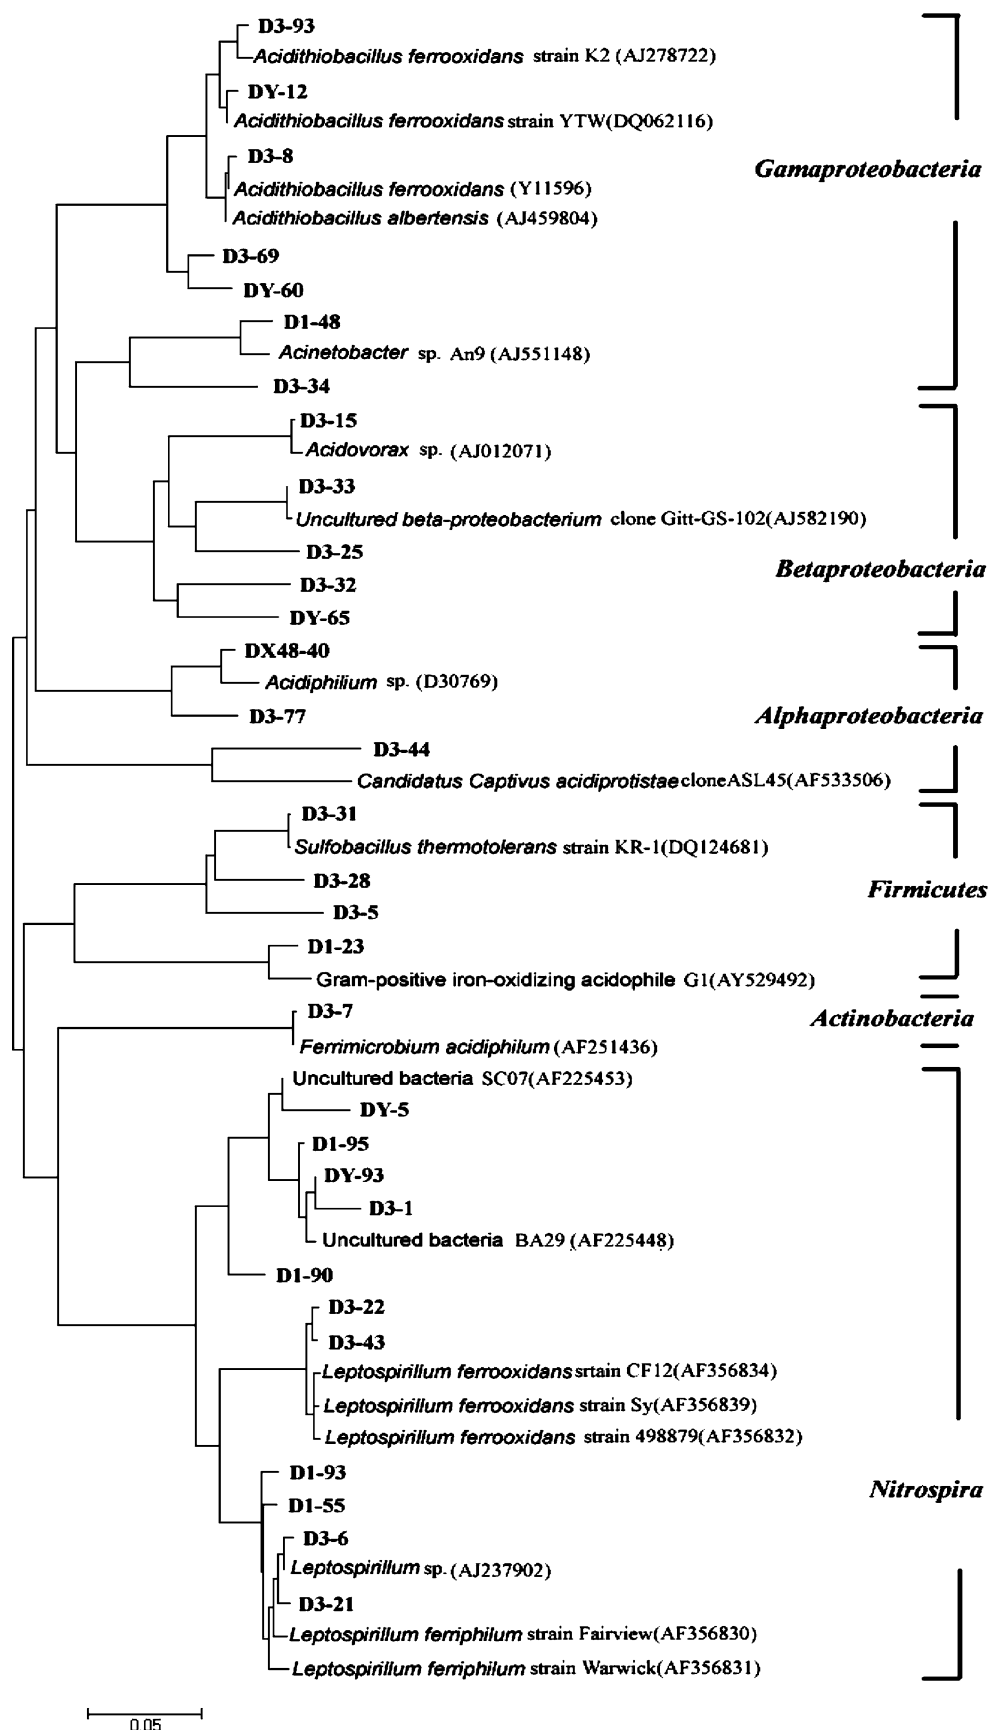 D3-93
Acidithiobacillus ferrooxidans strain K2 (AJ278722)
DY-12
Acidithiobacillus ferrooxidans strain YTW(DQ062116)
D3-8
Gamaproteobacteria
Acidithiobacillus ferrooxidans (Y11596)
Acidithiobacillus albertensis (AJ459804)
D3-69
DY-60
D1-48
Acinetobacter sp. An9 (AJ551148)
D3-34
D3-15
Acidovorax sp. (AJ012071)
D3-33
Uncultured beta-proteobacterium clone Gitt-GS-102(AJ582190)
D3-25
Betaproteobacteria
D3-32
DY-65
DX48-40
Acidiphilium sp. (D30769)
D3-77
Alphaproteobacteria
D3-44
Candidatus Captivus acidiprotistae cloneASL45(AF533506)
D3-31
Sulfobacillus thermotolerans strain KR-1(DQ124681)
D3-28
Firmicutes
D3-5
D1-23
Gram-positive iron-oxidizing acidophile G1(AY529492)
D3-7
Actinobacteria
Ferrimicrobium acidiphilum (AF251436)
Uncultured bacteria SC07(AF225453)
DY-5
D1-95
DY-93
D3-1
Uncultured bacteria BA29 (AF225448)
D1-90
D3-22
D3-43
Leptospirillum ferrooxidans srtain CF12(AF356834)
Leptospirillum ferrooxidans strain Sy(AF356839)
Leptospirillum ferrooxidans strain 498879(AF356832)
D1-93
Nitrospira
D1-55
D3-6
Leptospirillum sp. (AJ237902)
D3-21
Leptospirillum ferriphilum strain Fairview(AF356830)
Leptospirillum ferriphilum strain Warwick(AF356831)
0.05